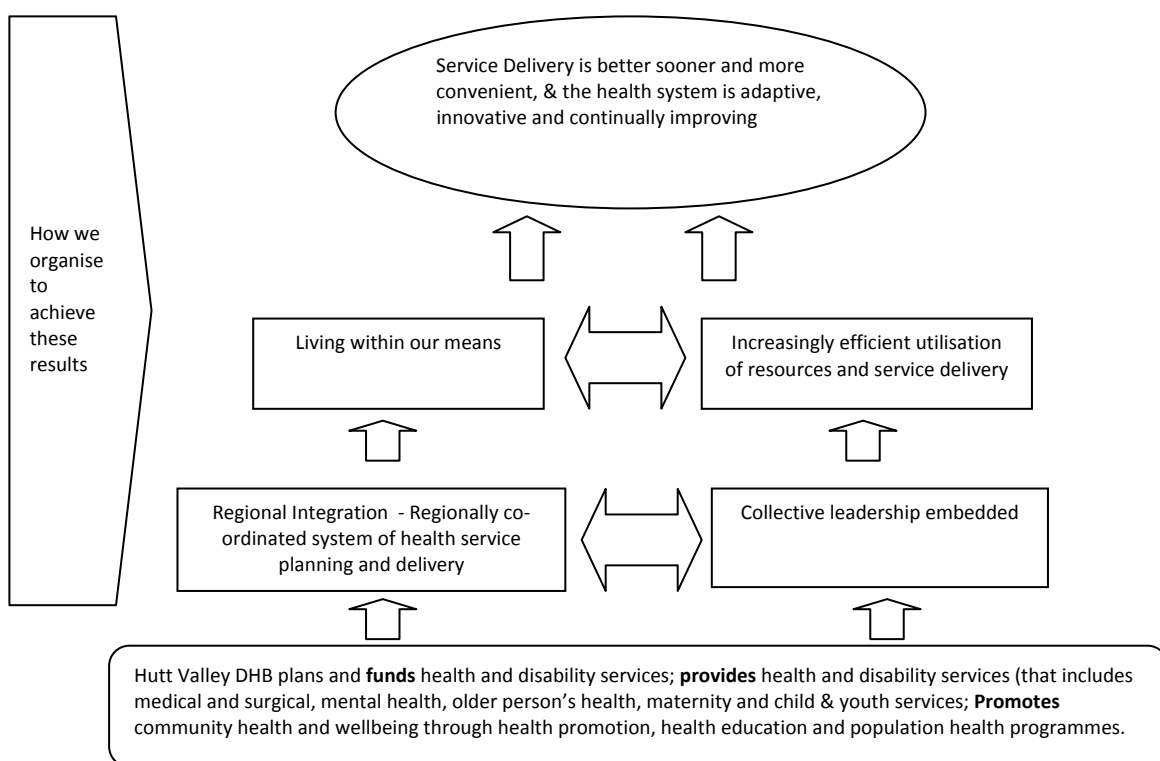 Service Delivery is better sooner and more
convenient, & the health system is adaptive,
innovative and continually improving
How we
organise
to
achieve
these
results
Living within our means
Increasingly efficient utilisation
of resources and service delivery
Regional Integration - Regionally co-
ordinated system of health service
planning and delivery
Collective leadership embedded
Hutt Valley DHB plans and funds health and disability services; provides health and disability services (that includes
medical and surgical, mental health, older person’s health, maternity and child & youth services; Promotes
community health and wellbeing through health promotion, health education and population health programmes.